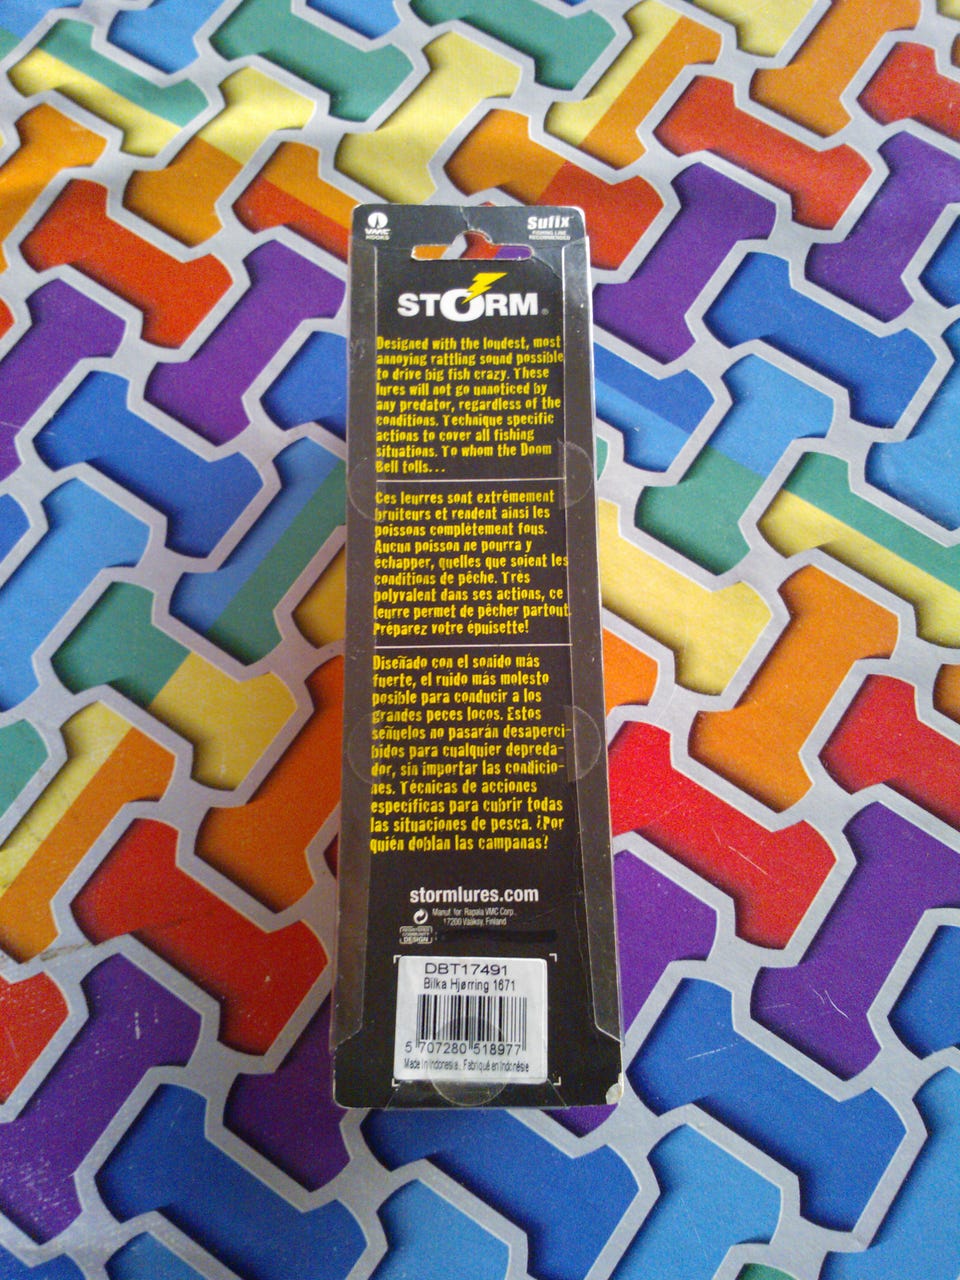 VMC
HOOKS
Sufix
FISHING LINE
RECOMMENDED
STORM®
Designed with the loudest, most
annoying rattling sound possible
to drive big fish crazy. These
lures will not go unnoticed by
any predator, regardless of the
conditions. Technique specific
actions to cover all fishing
situations. To whom the Doom
Bell tolls...
Ces leurres sont extrêmement
bruiteurs et rendent ainsi les
poissons complètement fous.
Aucun poisson ne pourra y
échapper, quelles que soient les
conditions de pêche. Très
polyvalent dans ses actions, ce
leurre permet de pêcher partout.
Préparez votre épuisette!
Diseñado con el sonido más
fuerte, el ruido más molesto
posible para conducir a los
grandes peces locos. Estos
señuelos no pasarán desaperci-
bidos para cualquier depreda-
dor, sin importar las condicio-
nes. Técnicas de acciones
específicas para cubrir todas
las situaciones de pesca. ¿Por
quién doblan las campanas!
stormlures.com
Manuf. for: Rapala VMC Corp.,
17200 Vääksy, Finland
REGISTERED
COMMUNITY
DESIGN
DBT17491
Bilka Hjørring 1671
5 707280 518977
Made in Indonesia. Fabriqué en Indonésie